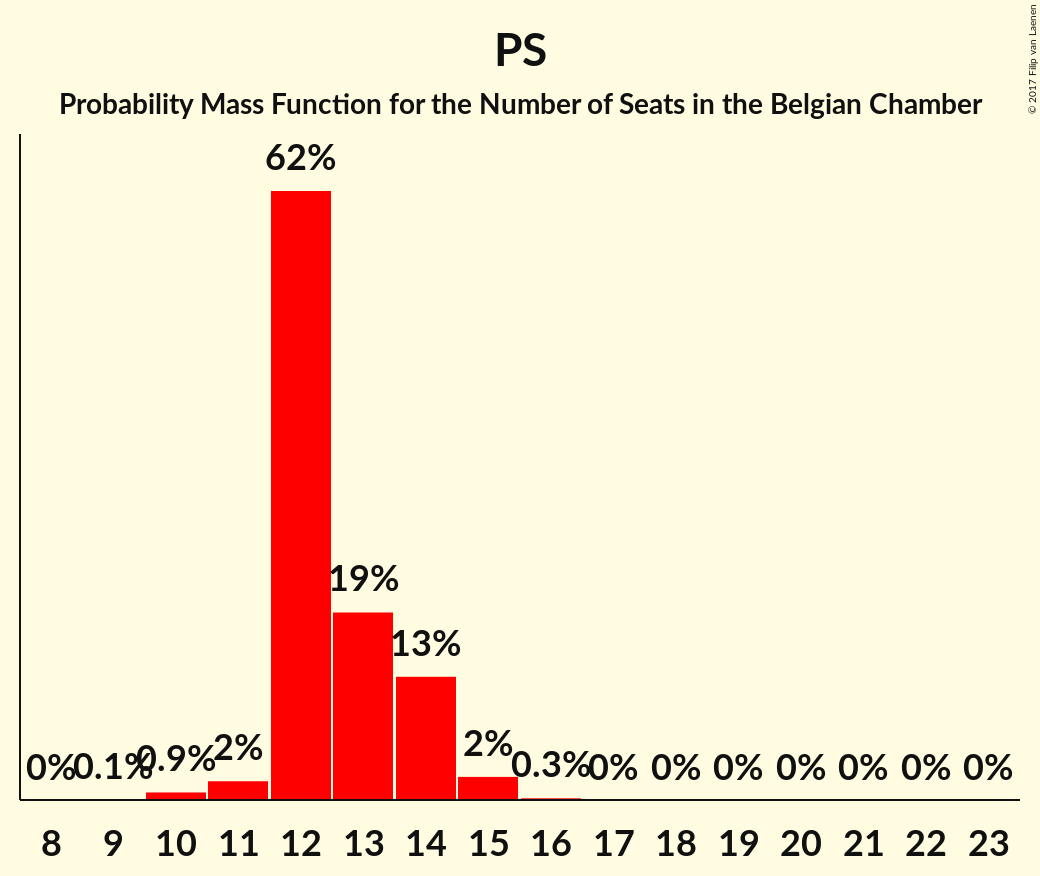 PS
Probability Mass Function for the Number of Seats in the Belgian Chamber
© 2017 Filip van Laenen
62%
19%
13%
0% 0.1% 0.9% 2% 2% 0.3% 0% 0% 0% 0% 0% 0% 0%
8 9 10 11 12 13 14 15 16 17 18 19 20 21 22 23